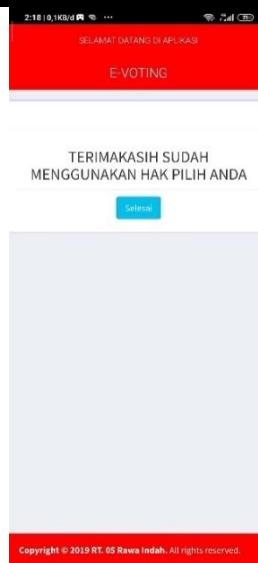 2:18 | 0,1KB/d
SELAMAT DATANG DI APLIKASI
E-VOTING
TERIMAKASIH SUDAH
MENGGUNAKAN HAK PILIH ANDA
Selesai
Copyright © 2019 RT. 05 Rawa Indah. All rights reserved.